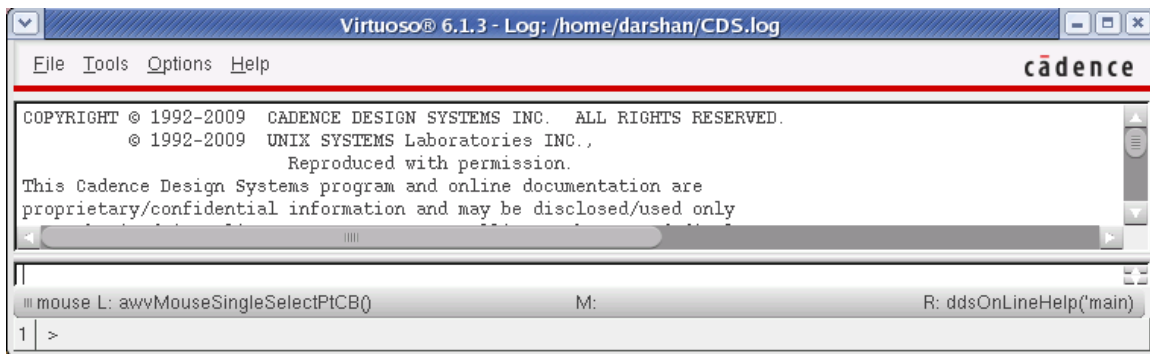 Virtuoso® 6.1.3 - Log: /home/darshan/CDS.log
File Tools Options Help
cādence
COPYRIGHT © 1992-2009 CADENCE DESIGN SYSTEMS INC. ALL RIGHTS RESERVED.
© 1992-2009 UNIX SYSTEMS Laboratories INC.,
Reproduced with permission.
This Cadence Design Systems program and online documentation are
proprietary/confidential information and may be disclosed/used only
mouse L: awvMouseSingleSelectPtCB() M: R: ddsOnLineHelp('main)
1 >